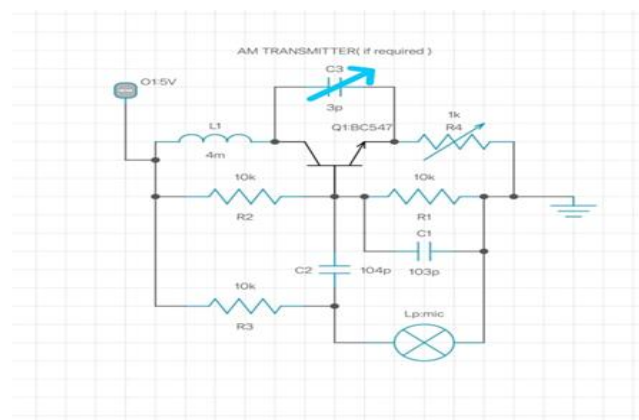 AM TRANSMITTER( if required )
C3
O1:5V
3p
Q1:BC547
1k
R4
L1
4m
10k
R2
10k
R1
C1
103p
C2
104p
10k
R3
Lp:mic